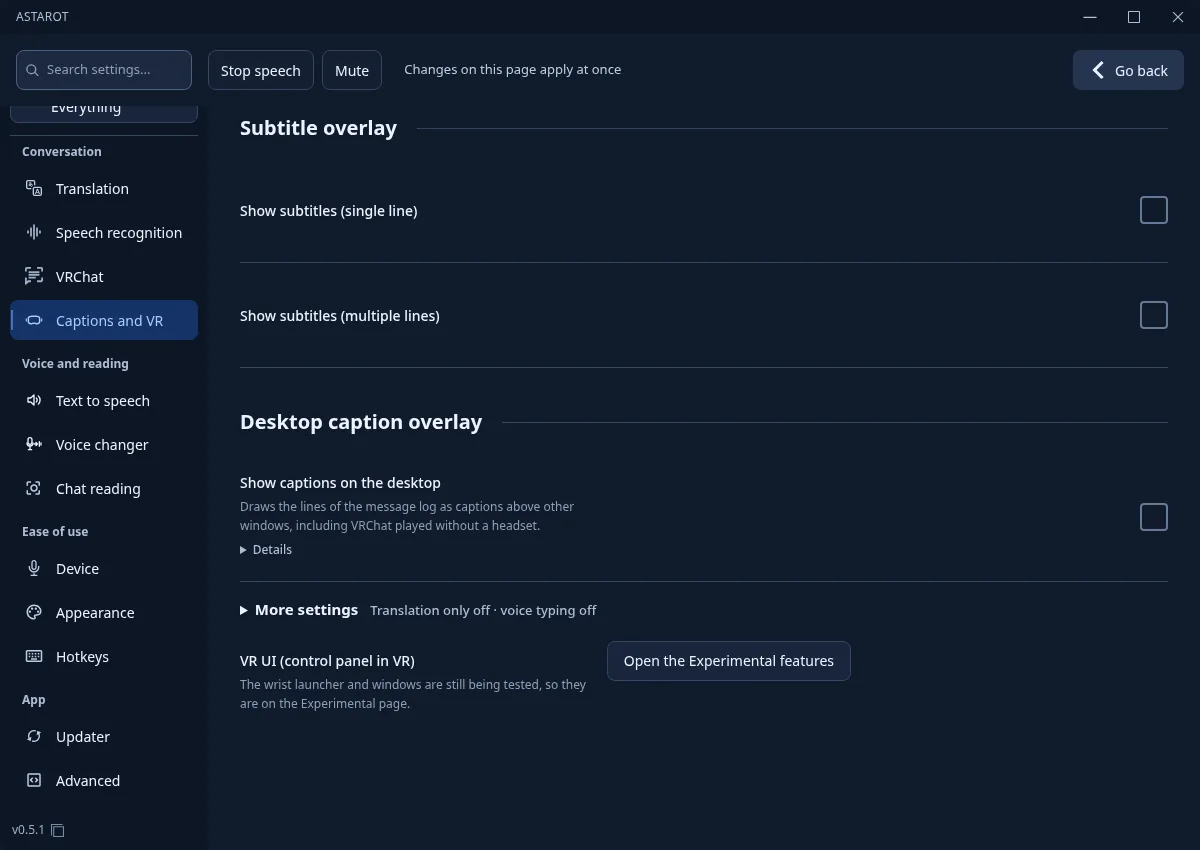 ASTAROT
Search settings...
Stop speech
Mute
Changes on this page apply at once
Go back
Everything
Conversation
Translation
Speech recognition
VRChat
Captions and VR
Voice and reading
Text to speech
Voice changer
Chat reading
Ease of use
Device
Appearance
Hotkeys
App
Updater
Advanced
v0.5.1
Subtitle overlay
Show subtitles (single line)
Show subtitles (multiple lines)
Desktop caption overlay
Show captions on the desktop
Draws the lines of the message log as captions above other
windows, including VRChat played without a headset.
Details
More settings Translation only off · voice typing off
VR UI (control panel in VR)
The wrist launcher and windows are still being tested, so they
are on the Experimental page.
Open the Experimental features